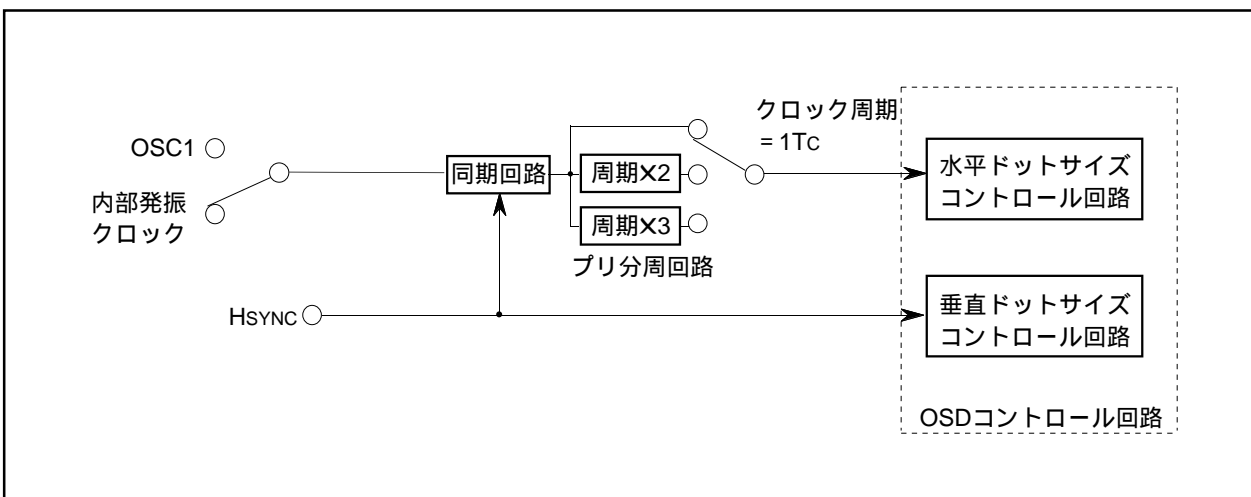 OSC1
内部発振
クロック
同期回路
周期×2
周期×3
プリ分周回路
クロック周期
= 1TC
水平ドットサイズ
コントロール回路
HSYNC
垂直ドットサイズ
コントロール回路
OSDコントロール回路